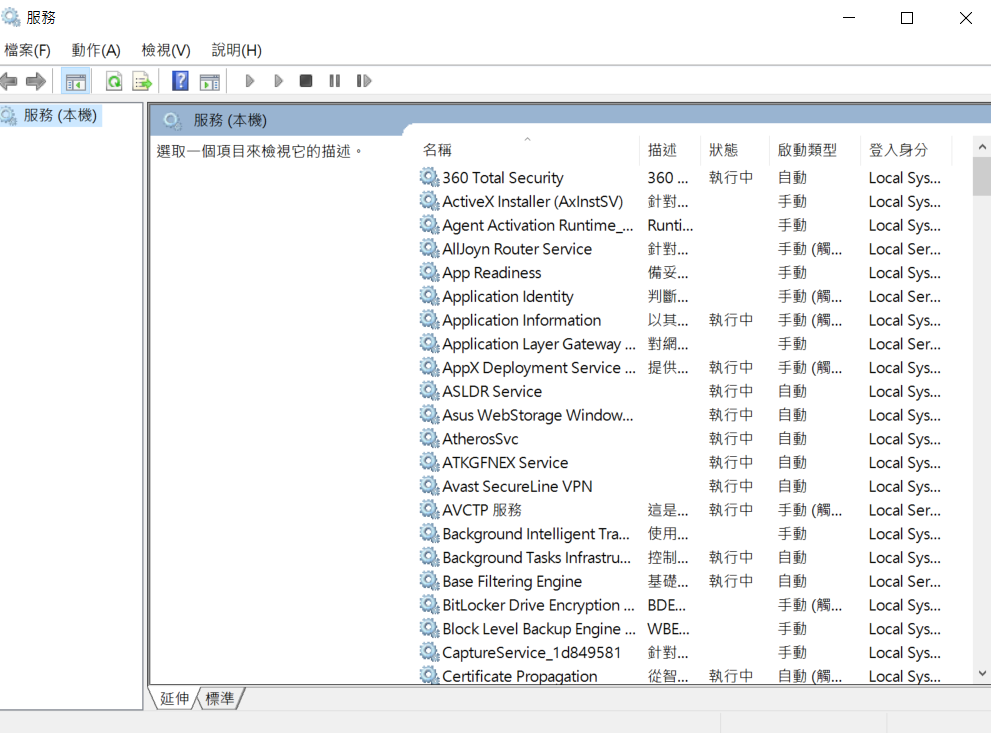 服務
檔案(F) 動作(A) 檢視(V) 說明(H)
服務 (本機)
服務 (本機)
選取一個項目來檢視它的描述。
名稱 描述 狀態 啟動類型 登入身分
360 Total Security 360 ... 執行中 自動 Local Sys...
ActiveX Installer (AxInstSV) 針對... 手動 Local Sys...
Agent Activation Runtime_... Runti... 手動 Local Sys...
AllJoyn Router Service 針對... 手動 (觸... Local Ser...
App Readiness 備妥... 手動 Local Sys...
Application Identity 判斷... 手動 (觸... Local Ser...
Application Information 以其... 執行中 手動 (觸... Local Sys...
Application Layer Gateway ... 對網... 手動 Local Ser...
AppX Deployment Service ... 提供... 執行中 手動 (觸... Local Sys...
ASLDR Service 執行中 自動 Local Sys...
Asus WebStorage Window... 執行中 自動 Local Sys...
AtherosSvc 執行中 自動 Local Sys...
ATKGFNEX Service 執行中 自動 Local Sys...
Avast SecureLine VPN 執行中 自動 Local Sys...
AVCTP 服務 這是... 執行中 手動 (觸... Local Ser...
Background Intelligent Tra... 使用... 手動 Local Sys...
Background Tasks Infrastru... 控制... 執行中 自動 Local Sys...
Base Filtering Engine 基礎... 執行中 自動 Local Ser...
BitLocker Drive Encryption ... BDE... 手動 (觸... Local Sys...
Block Level Backup Engine ... WBE... 手動 Local Sys...
CaptureService_1d849581 針對... 手動 Local Sys...
Certificate Propagation 從智... 執行中 自動 (觸... Local Sys...
延伸 標準